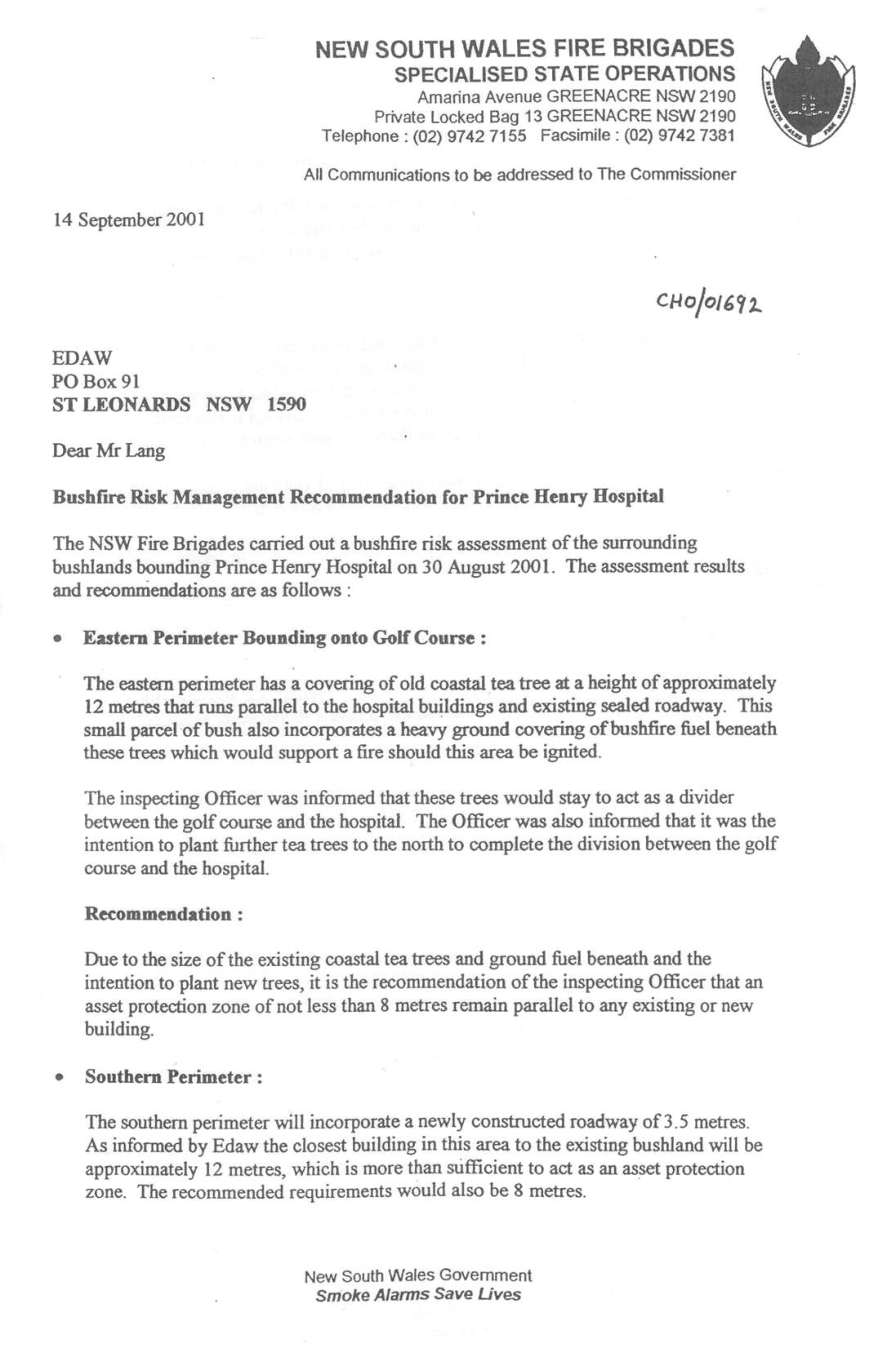 NEW SOUTH WALES FIRE BRIGADES
SPECIALISED STATE OPERATIONS
Amarina Avenue GREENACRE NSW 2190
Private Locked Bag 13 GREENACRE NSW 2190
Telephone : (02) 9742 7155 Facsimile : (02) 9742 7381
NEW SOUTH WALES FIRE BRIGADES
All Communications to be addressed to The Commissioner
14 September 2001
CHO/01692
EDAW
PO Box 91
ST LEONARDS NSW 1590
Dear Mr Lang
Bushfire Risk Management Recommendation for Prince Henry Hospital
The NSW Fire Brigades carried out a bushfire risk assessment of the surrounding
bushlands bounding Prince Henry Hospital on 30 August 2001. The assessment results
and recommendations are as follows :
• Eastern Perimeter Bounding onto Golf Course :
The eastern perimeter has a covering of old coastal tea tree at a height of approximately
12 metres that runs parallel to the hospital buildings and existing sealed roadway. This
small parcel of bush also incorporates a heavy ground covering of bushfire fuel beneath
these trees which would support a fire should this area be ignited.
The inspecting Officer was informed that these trees would stay to act as a divider
between the golf course and the hospital. The Officer was also informed that it was the
intention to plant further tea trees to the north to complete the division between the golf
course and the hospital.
Recommendation :
Due to the size of the existing coastal tea trees and ground fuel beneath and the
intention to plant new trees, it is the recommendation of the inspecting Officer that an
asset protection zone of not less than 8 metres remain parallel to any existing or new
building.
• Southern Perimeter :
The southern perimeter will incorporate a newly constructed roadway of 3.5 metres.
As informed by Edaw the closest building in this area to the existing bushland will be
approximately 12 metres, which is more than sufficient to act as an asset protection
zone. The recommended requirements would also be 8 metres.
New South Wales Government
Smoke Alarms Save Lives